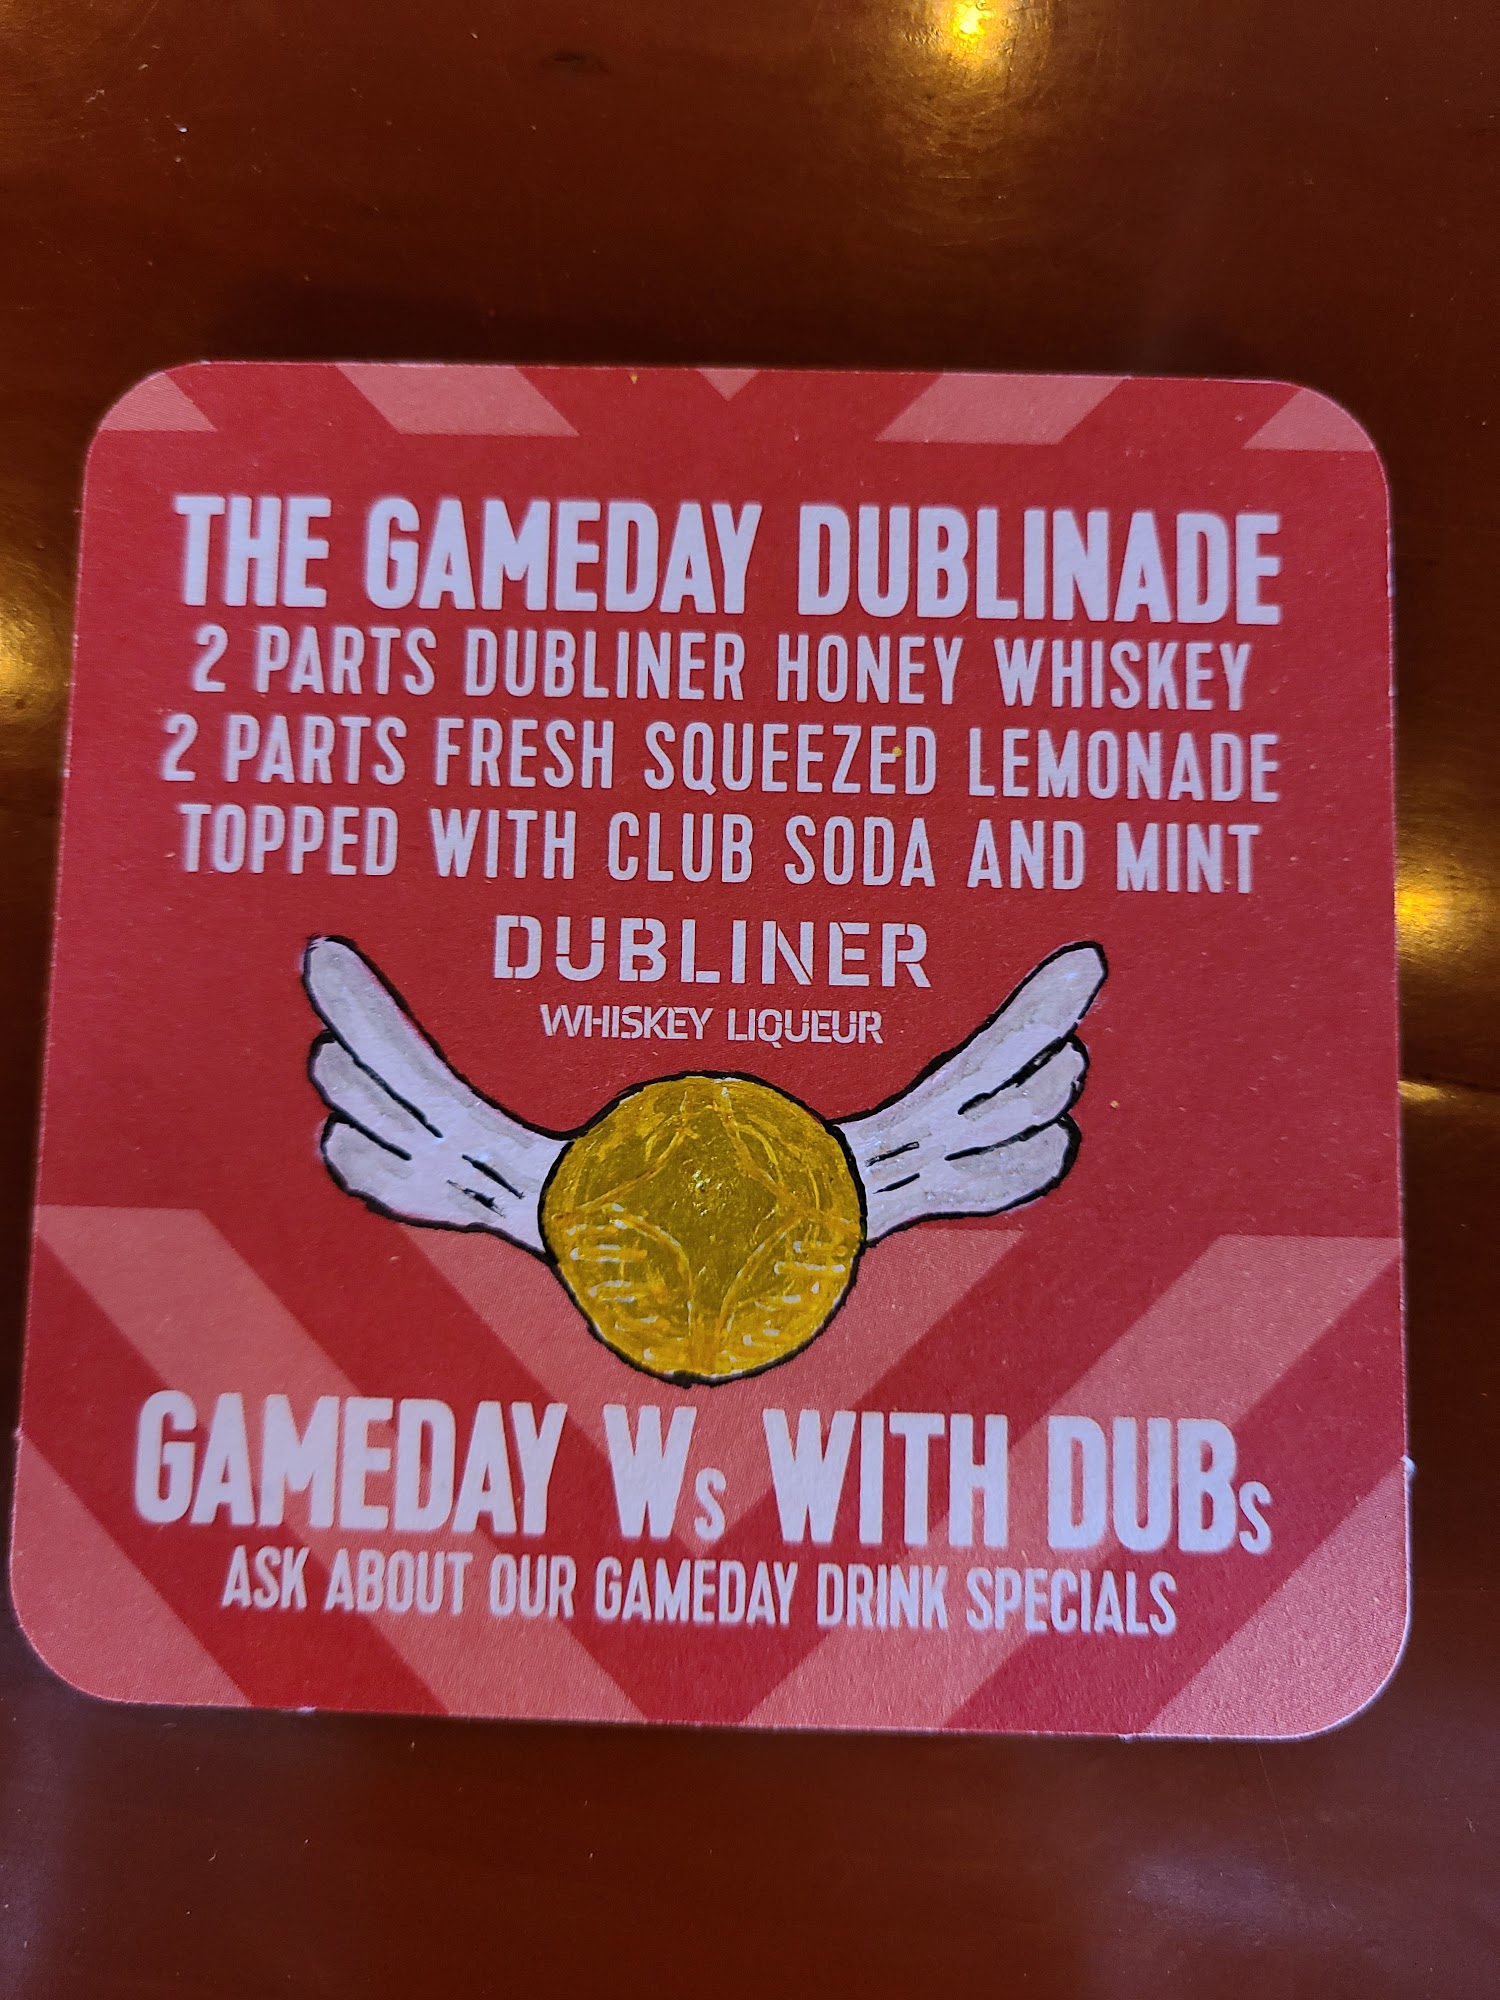 THE GAMEDAY DUBLINADE
2 PARTS DUBLINER HONEY WHISKEY
2 PARTS FRESH SQUEEZED LEMONADE
TOPPED WITH CLUB SODA AND MINT
DUBLINER
WHISKEY LIQUEUR
GAMEDAY Ws WITH DUBs
ASK ABOUT OUR GAMEDAY DRINK SPECIALS